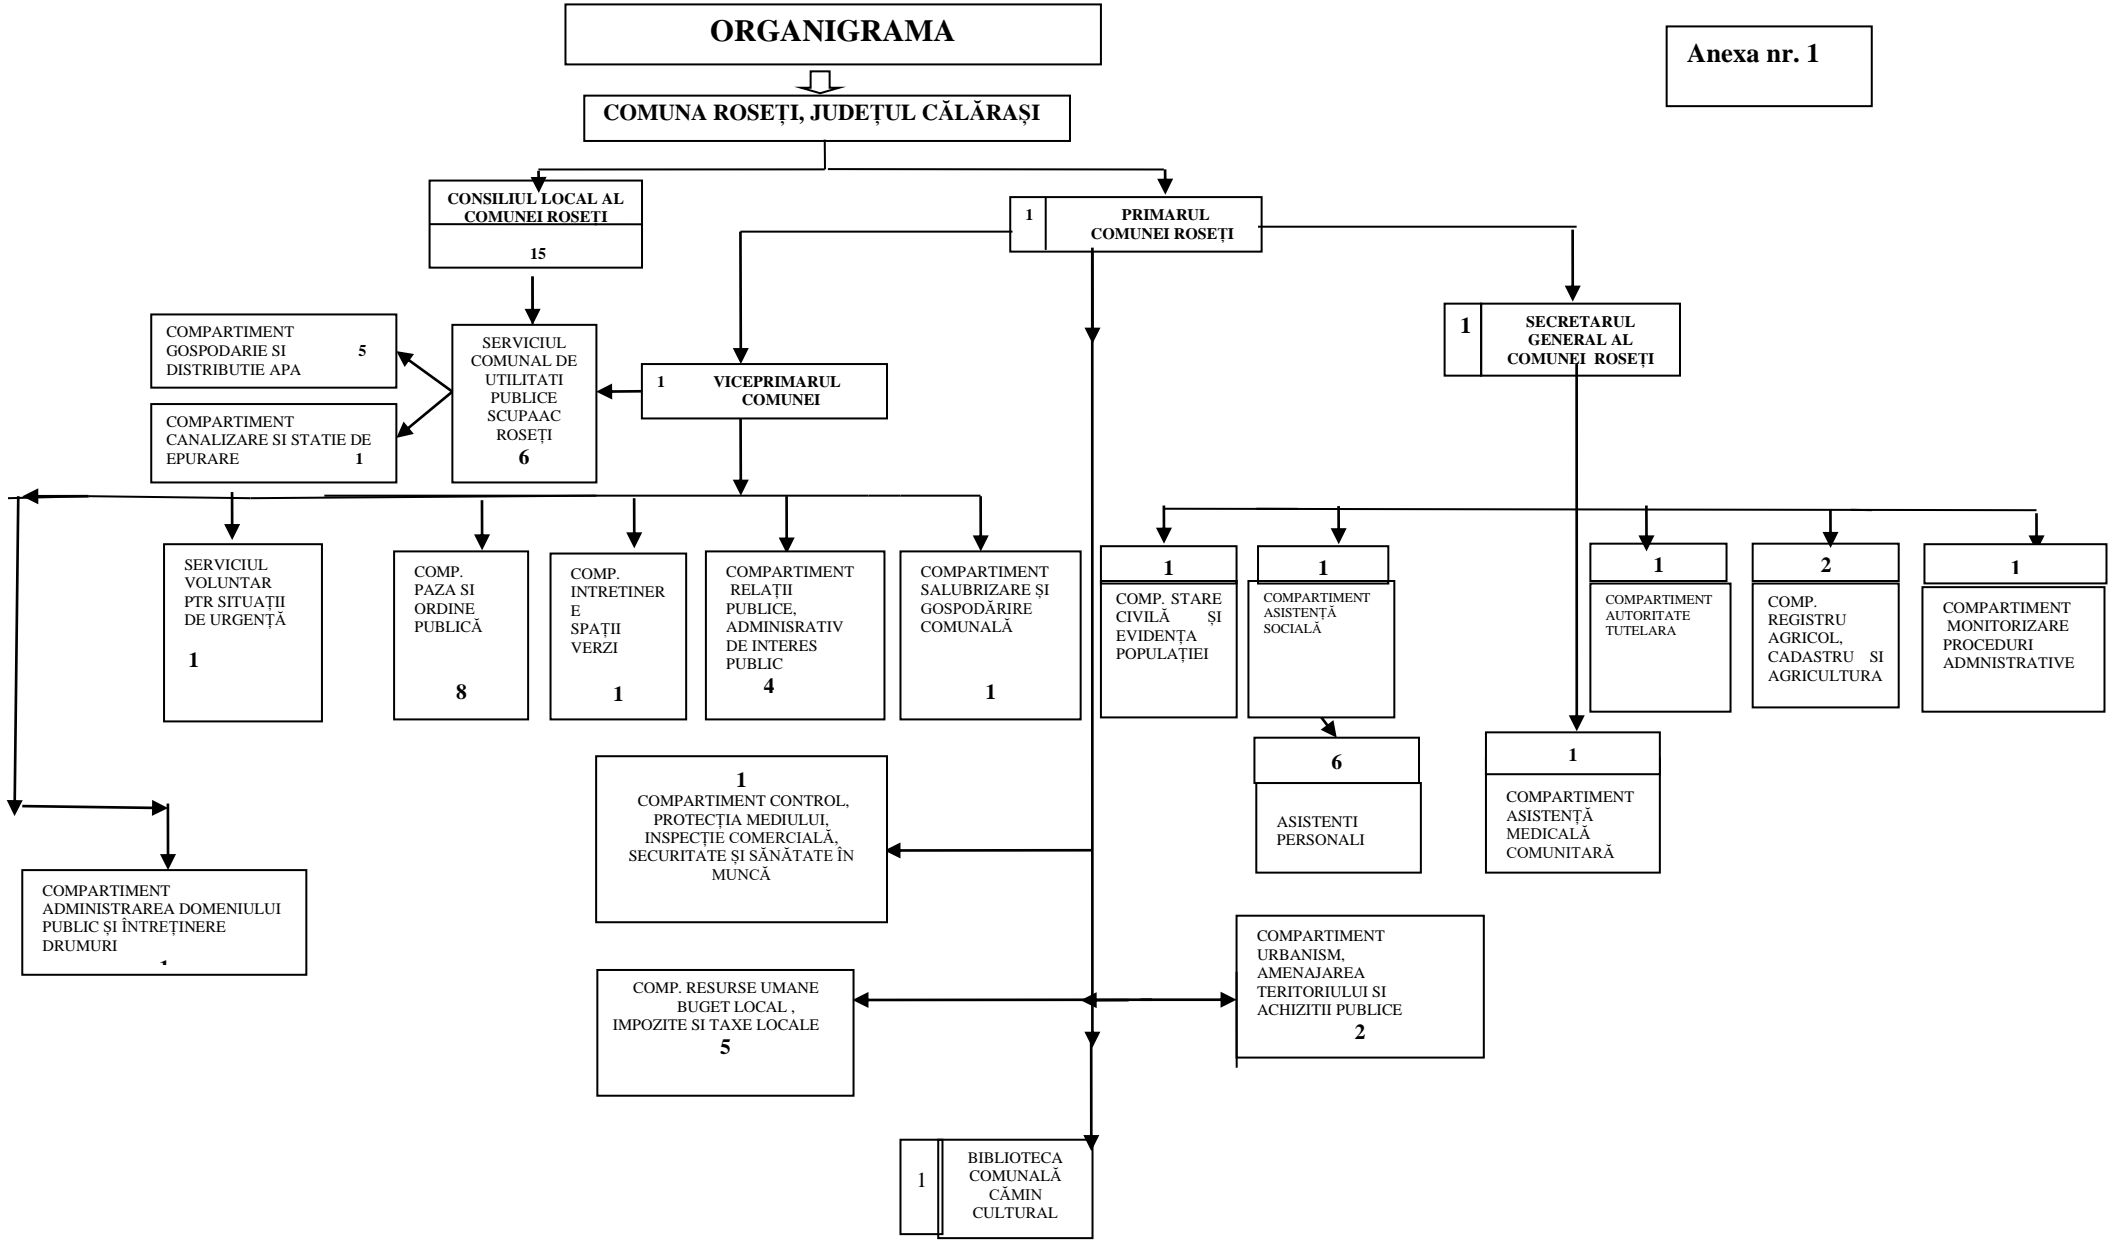 ORGANIGRAMA
Anexa nr. 1
COMUNA ROSEȚI, JUDEȚUL CĂLĂRAȘI
CONSILIUL LOCAL AL
COMUNEI ROSEȚI
15
1
PRIMARUL
COMUNEI ROSEȚI
1
SECRETARUL
GENERAL AL
COMUNEI ROSEȚI
COMPARTIMENT
GOSPODARIE SI 5
DISTRIBUTIE APA
COMPARTIMENT
CANALIZARE SI STATIE DE
EPURARE 1
SERVICIUL
COMUNAL DE
UTILITATI
PUBLICE
SCUPAAC
ROSEȚI
6
1 VICEPRIMARUL
COMUNEI
SERVICIUL
VOLUNTAR
PTR SITUAȚII
DE URGENȚĂ
1
COMP.
PAZA SI
ORDINE
PUBLICĂ
8
COMP.
INTRETINER
E
SPAȚII
VERZI
1
COMPARTIMENT
RELAȚII
PUBLICE,
ADMINISRATIV
DE INTERES
PUBLIC
4
COMPARTIMENT
SALUBRIZARE ȘI
GOSPODĂRIRE
COMUNALĂ
1
1
COMP. STARE
CIVILĂ ȘI
EVIDENȚA
POPULAȚIEI
1
COMPARTIMENT
ASISTENȚĂ
SOCIALĂ
1
COMPARTIMENT
AUTORITATE
TUTELARA
2
COMP.
REGISTRU
AGRICOL,
CADASTRU SI
AGRICULTURA
1
COMPARTIMENT
MONITORIZARE
PROCEDURI
ADMNISTRATIVE
6
ASISTENTI
PERSONALI
1
COMPARTIMENT
ASISTENȚĂ
MEDICALĂ
COMUNITARĂ
1
COMPARTIMENT CONTROL,
PROTECȚIA MEDIULUI,
INSPECȚIE COMERCIALĂ,
SECURITATE ȘI SĂNĂTATE ÎN
MUNCĂ
COMPARTIMENT
ADMINISTRAREA DOMENIULUI
PUBLIC ȘI ÎNTREȚINERE
DRUMURI
COMP. RESURSE UMANE
BUGET LOCAL ,
IMPOZITE SI TAXE LOCALE
5
COMPARTIMENT
URBANISM,
AMENAJAREA
TERITORIULUI SI
ACHIZITII PUBLICE
2
1
BIBLIOTECA
COMUNALĂ
CĂMIN
CULTURAL